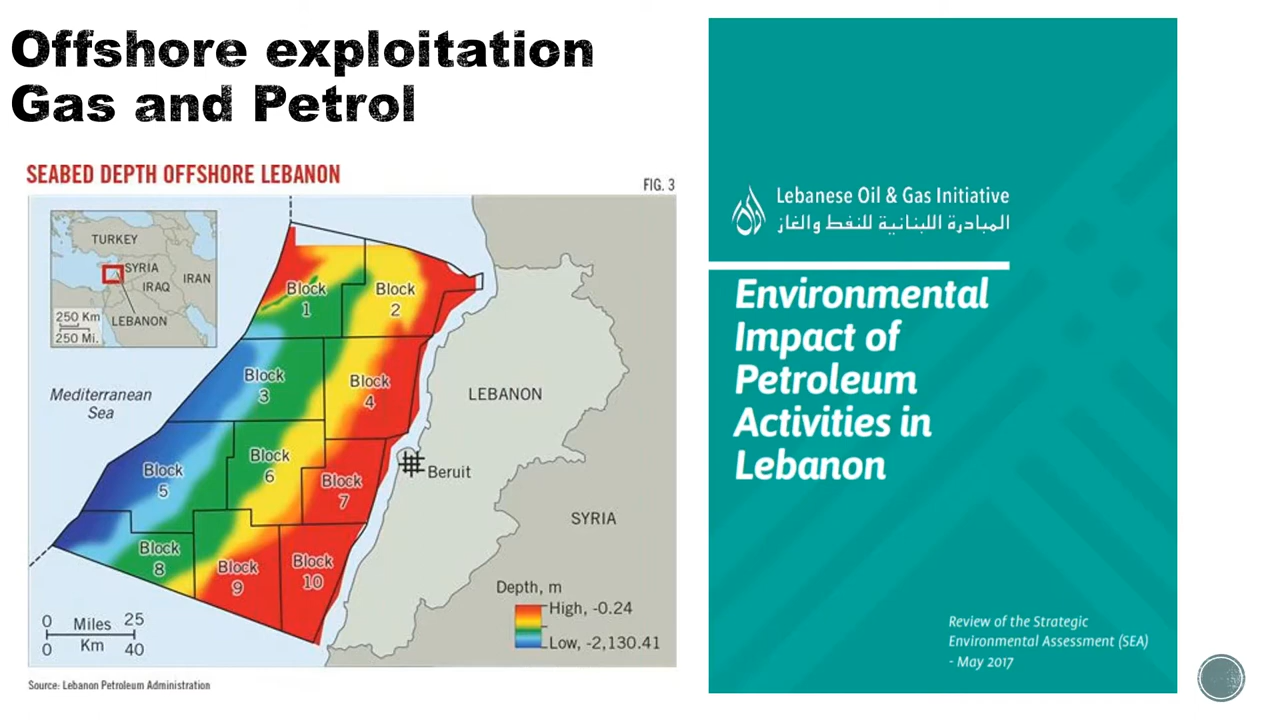 Offshore exploitation
Gas and Petrol
SEABED DEPTH OFFSHORE LEBANON
FIG. 3
TURKEY
SYRIA
IRAN
IRAQ
LEBANON
250 Km
250 Mi.
Mediterranean
Sea
Block
1
Block
2
Block
3
Block
4
LEBANON
Block
5
Block
6
Block
7
Beruit
SYRIA
Block
8
Block
9
Block
10
Depth, m
High, -0.24
Low, -2,130.41
0 Miles 25
0 Km 40
Source: Lebanon Petroleum Administration
Lebanese Oil & Gas Initiative
المبادرة اللبنانية للنفط والغاز
Environmental
Impact of
Petroleum
Activities in
Lebanon
Review of the Strategic
Environmental Assessment (SEA)
- May 2017